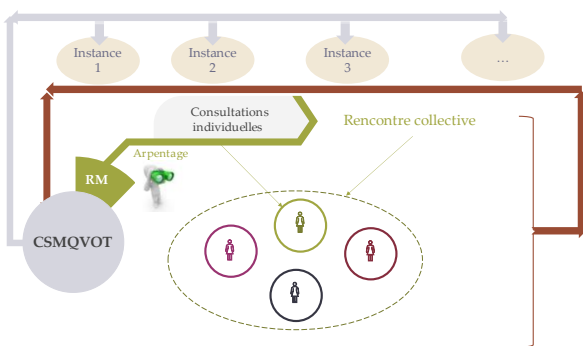 Instance
1
Instance
2
Instance
3
...
Consultations
individuelles
Rencontre collective
Arpentage
RM
CSMQVOT